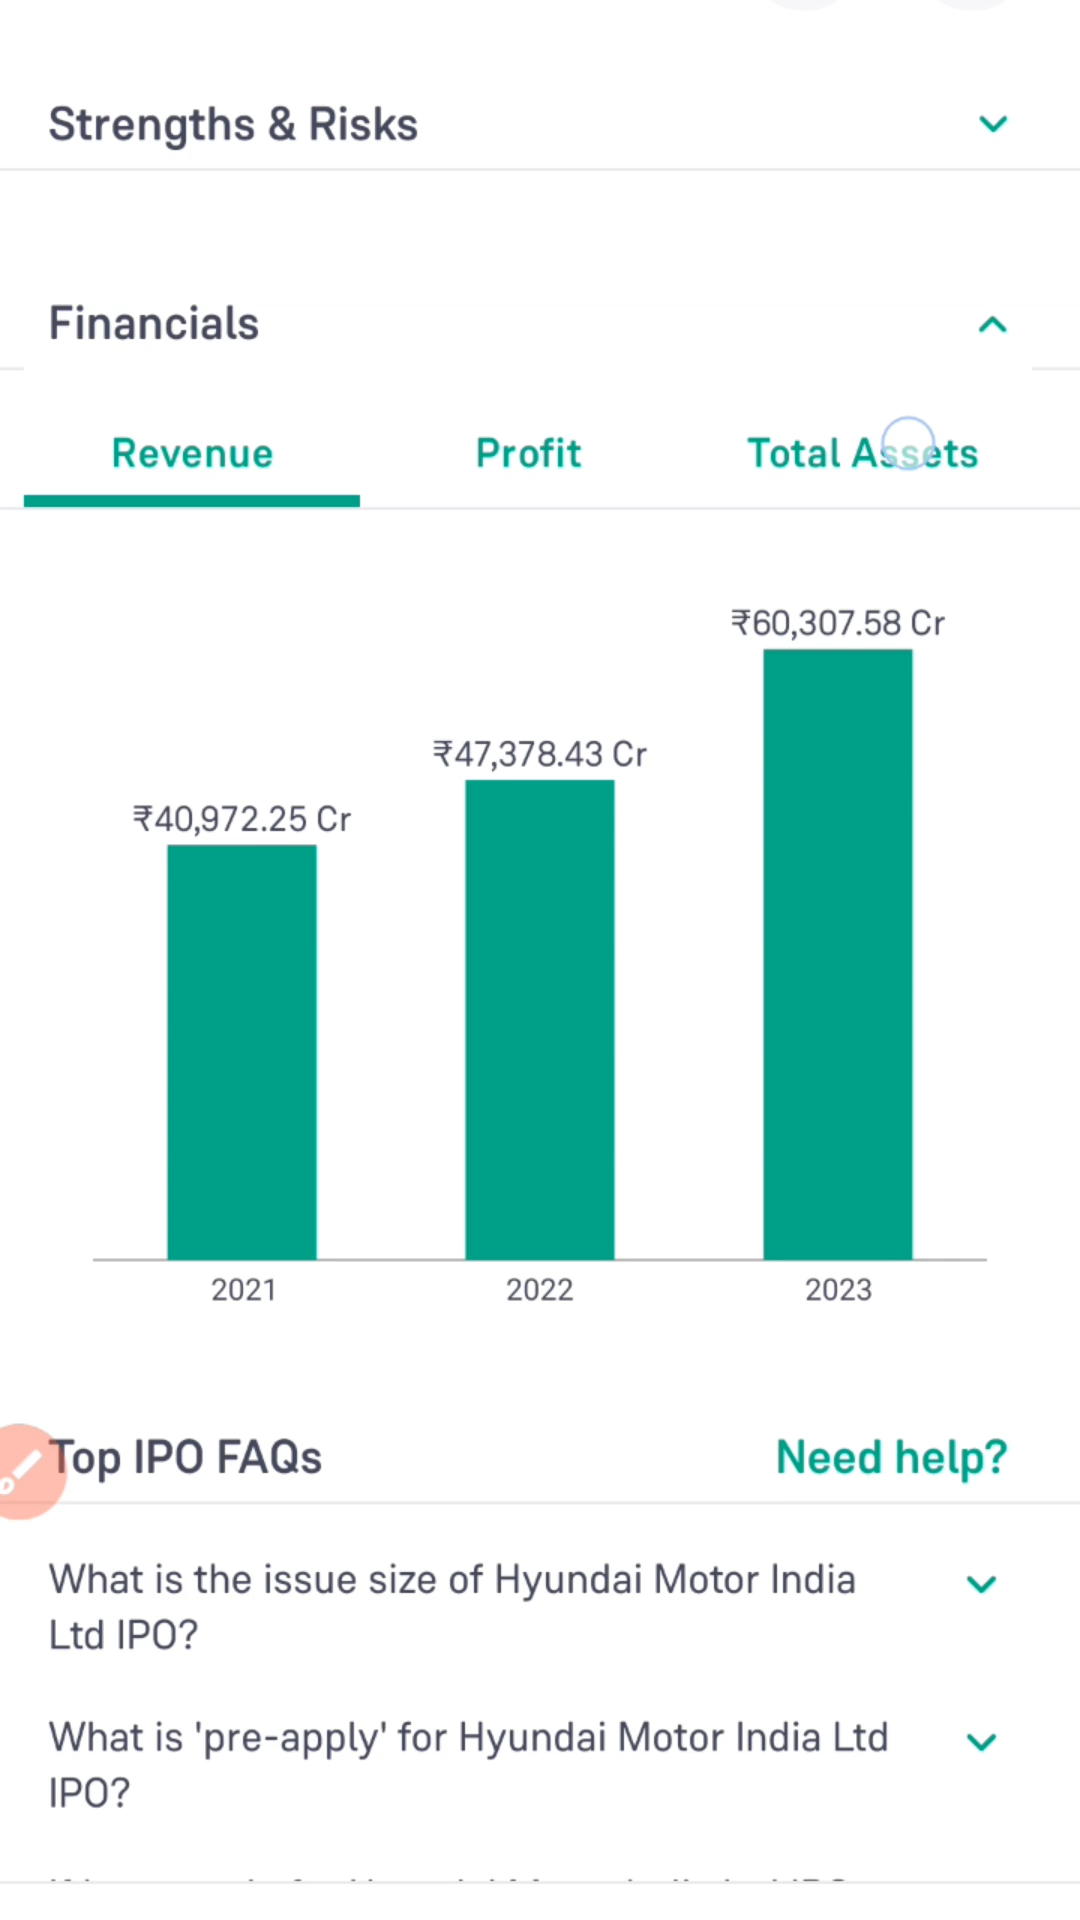 Strengths & Risks
Financials
Revenue Profit Total Assets
₹60,307.58 Cr
₹47,378.43 Cr
₹40,972.25 Cr
2021 2022 2023
Top IPO FAQs Need help?
What is the issue size of Hyundai Motor India
Ltd IPO?
What is 'pre-apply' for Hyundai Motor India Ltd
IPO?